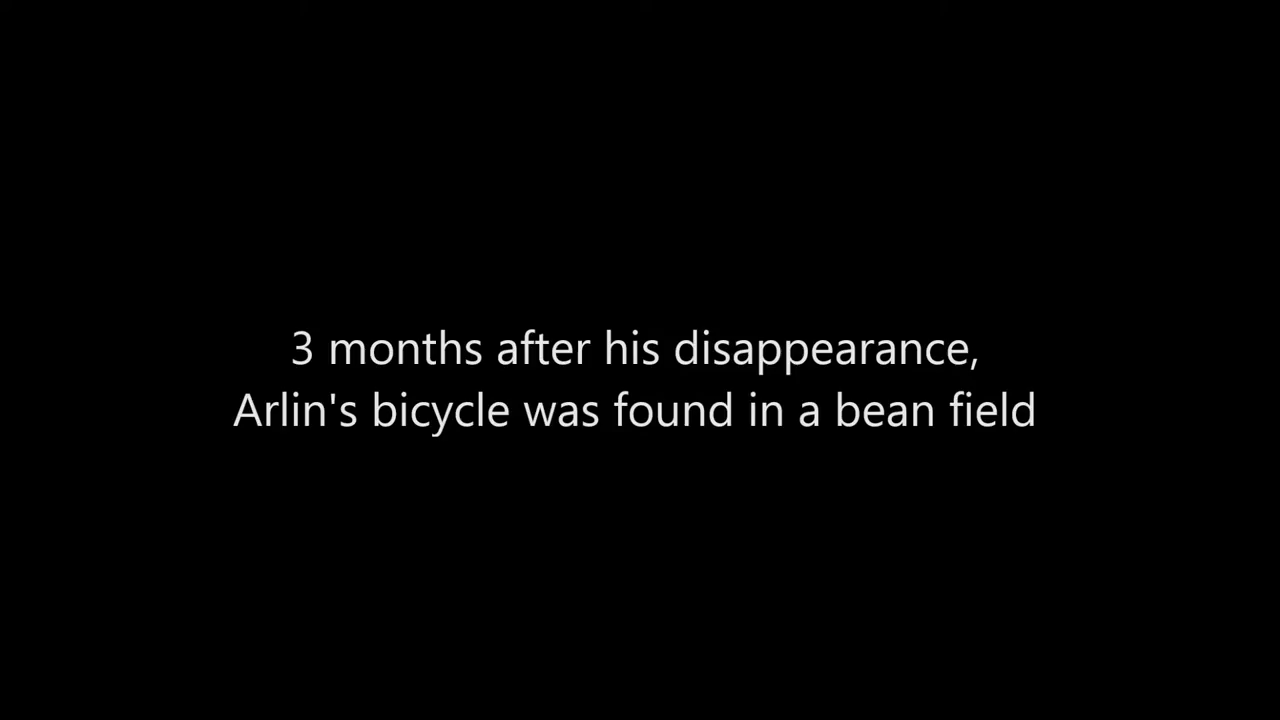 3 months after his disappearance,
Arlin's bicycle was found in a bean field